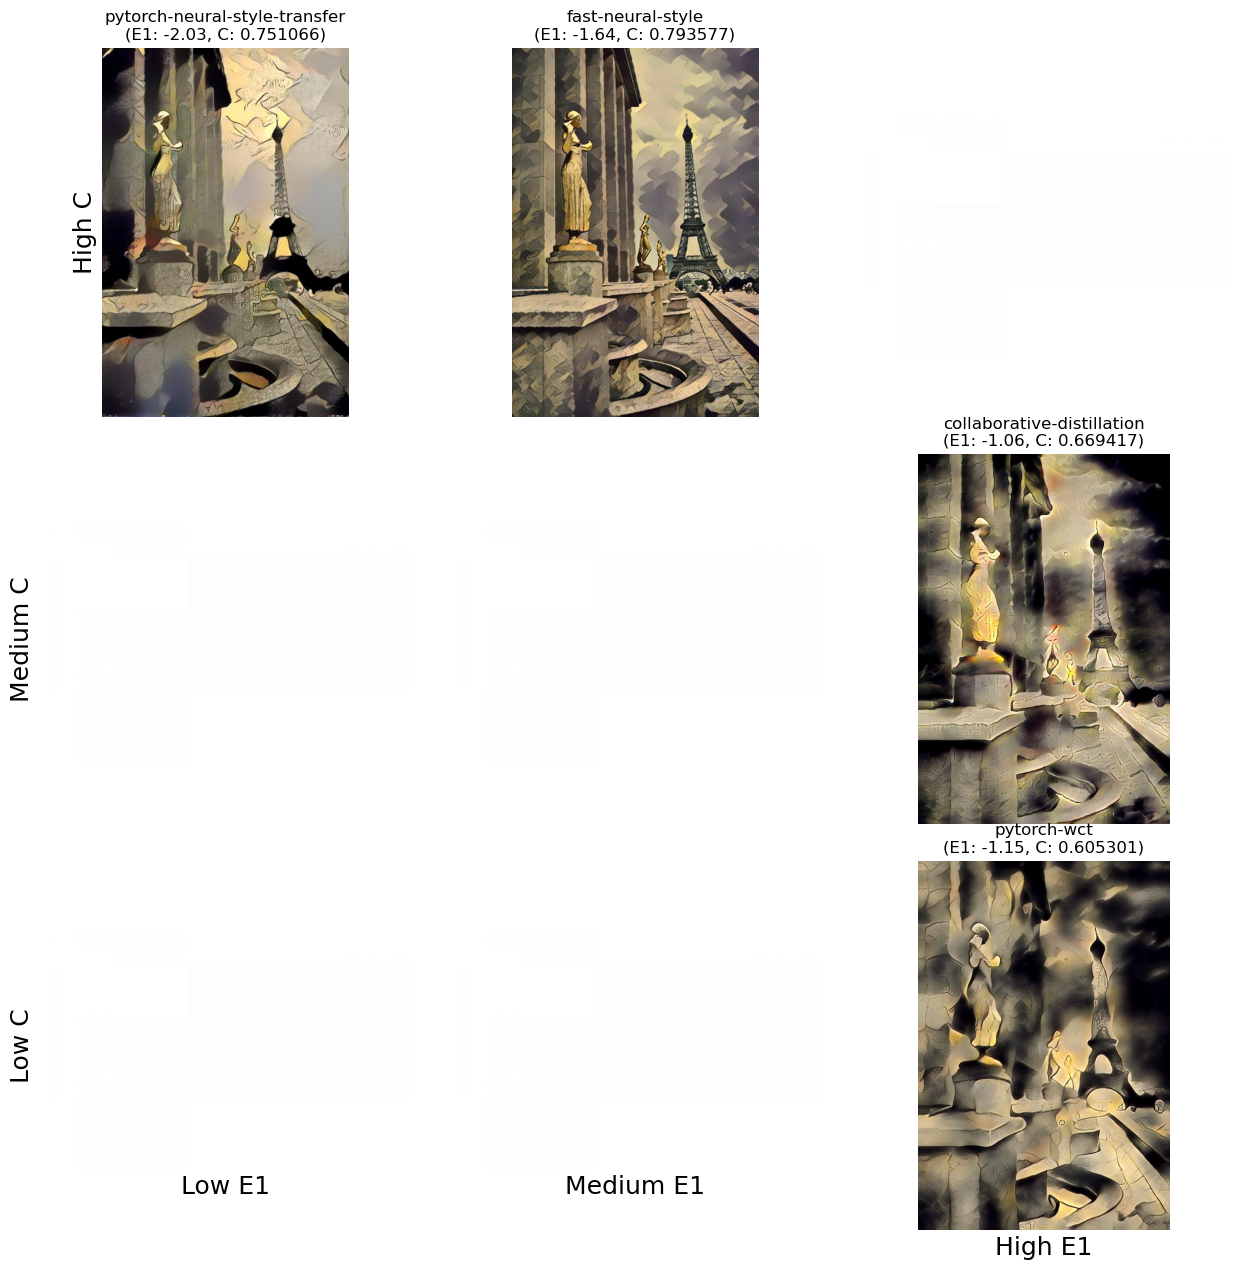 pytorch-neural-style-transfer
(E1: -2.03, C: 0.751066)
fast-neural-style
(E1: -1.64, C: 0.793577)
High C
collaborative-distillation
(E1: -1.06, C: 0.669417)
Medium C
pytorch-wct
(E1: -1.15, C: 0.605301)
Low C
Low E1
Medium E1
High E1